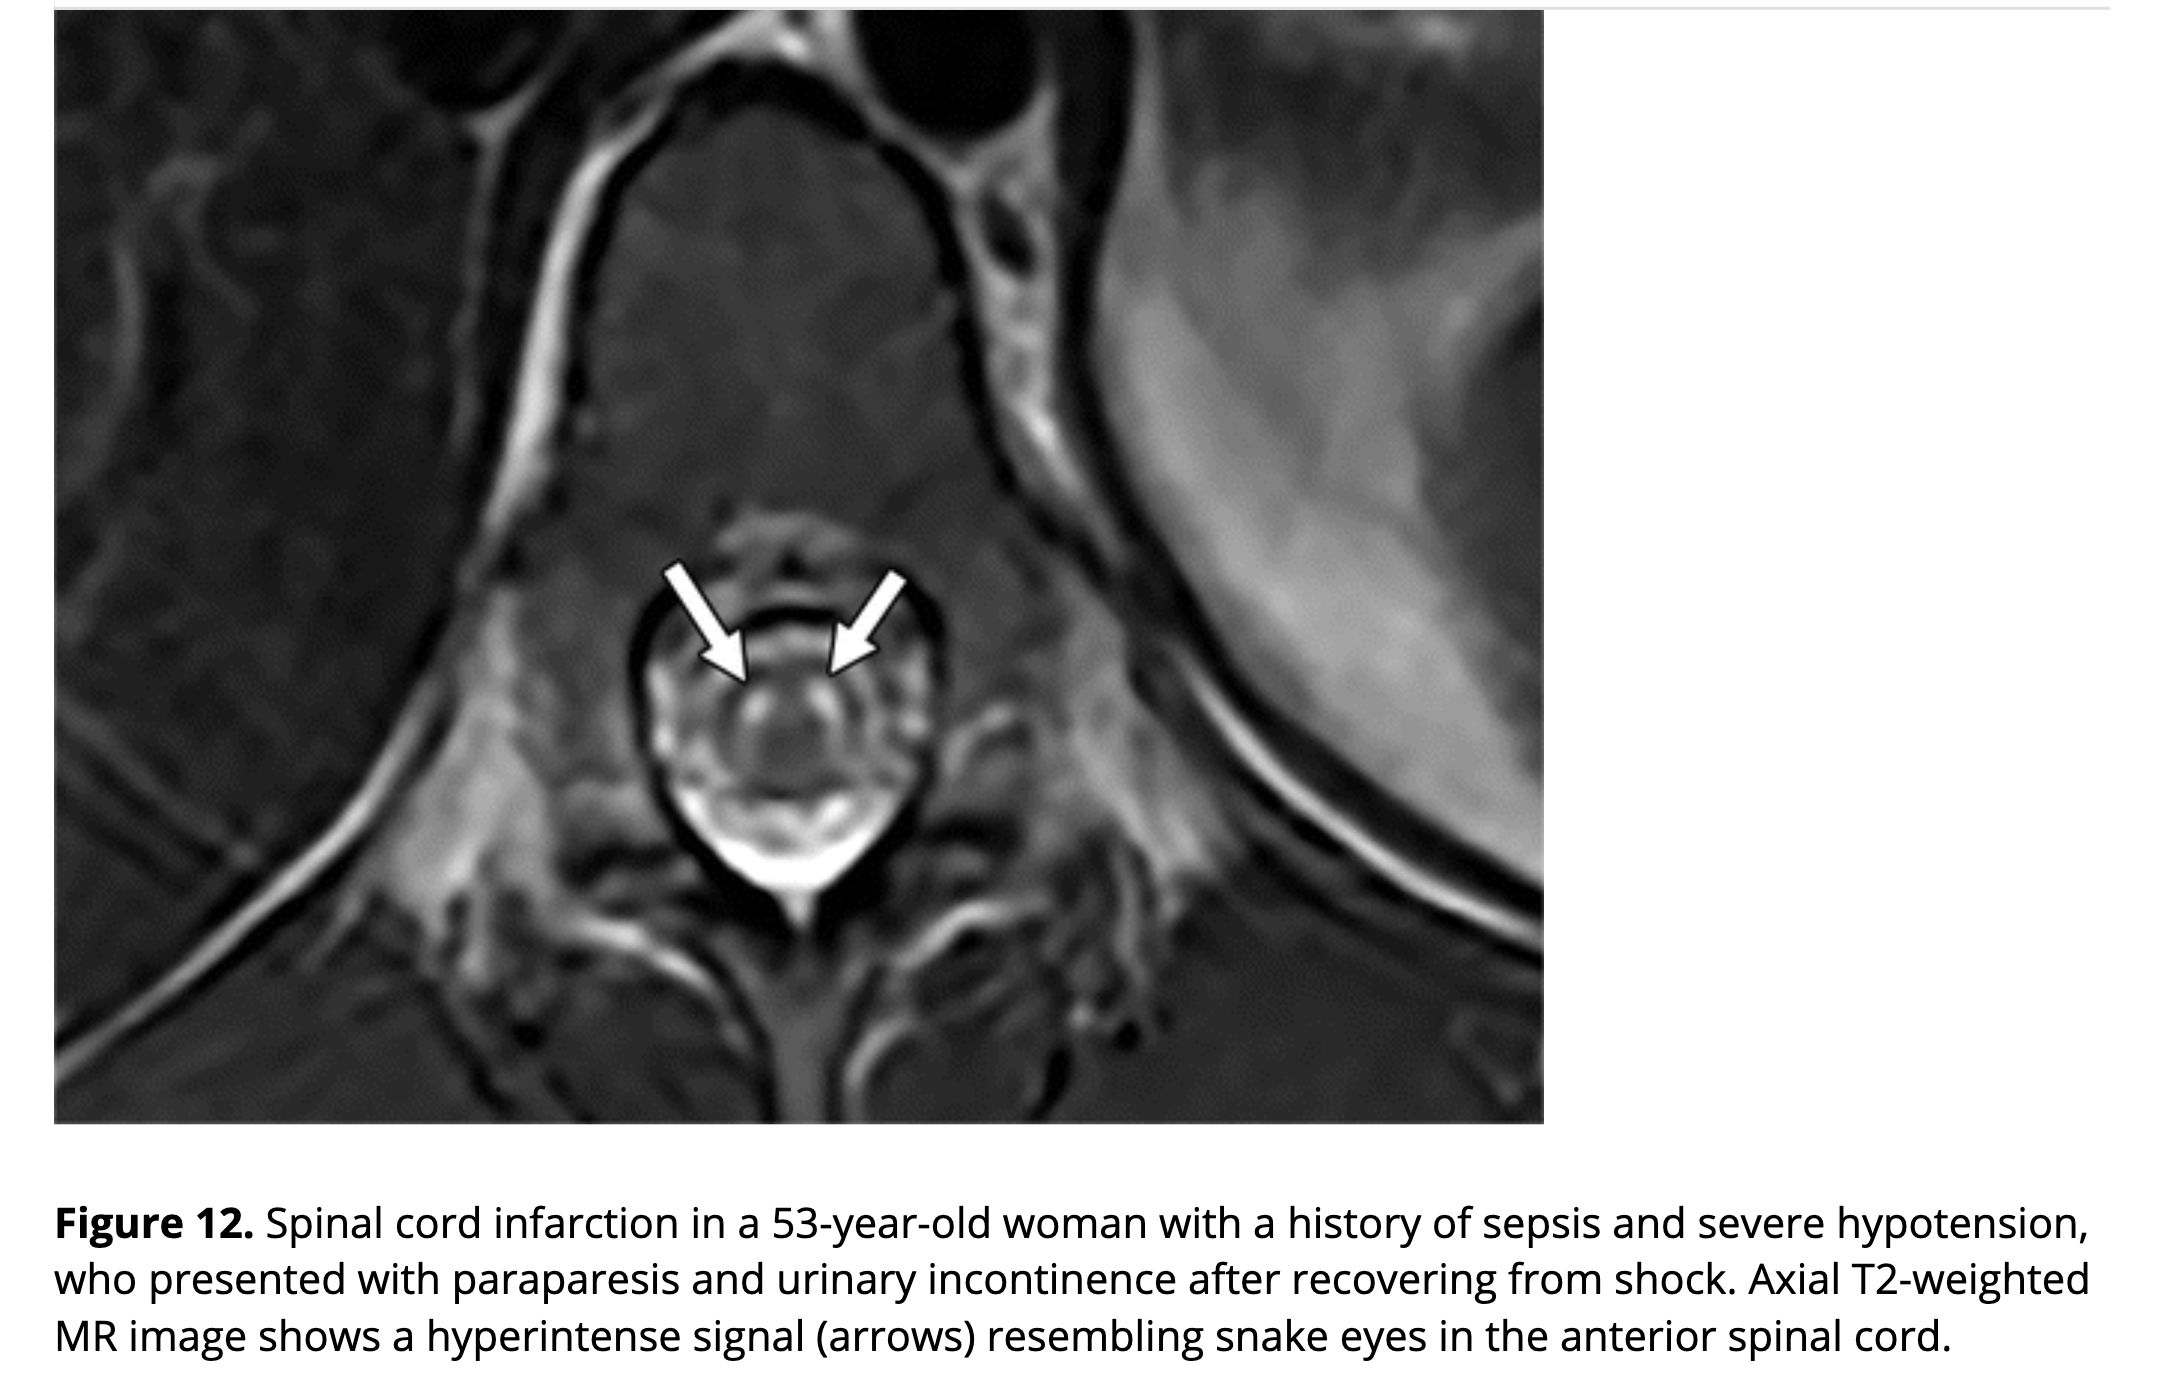 Figure 12. Spinal cord infarction in a 53-year-old woman with a history of sepsis and severe hypotension,
who presented with paraparesis and urinary incontinence after recovering from shock. Axial T2-weighted
MR image shows a hyperintense signal (arrows) resembling snake eyes in the anterior spinal cord.